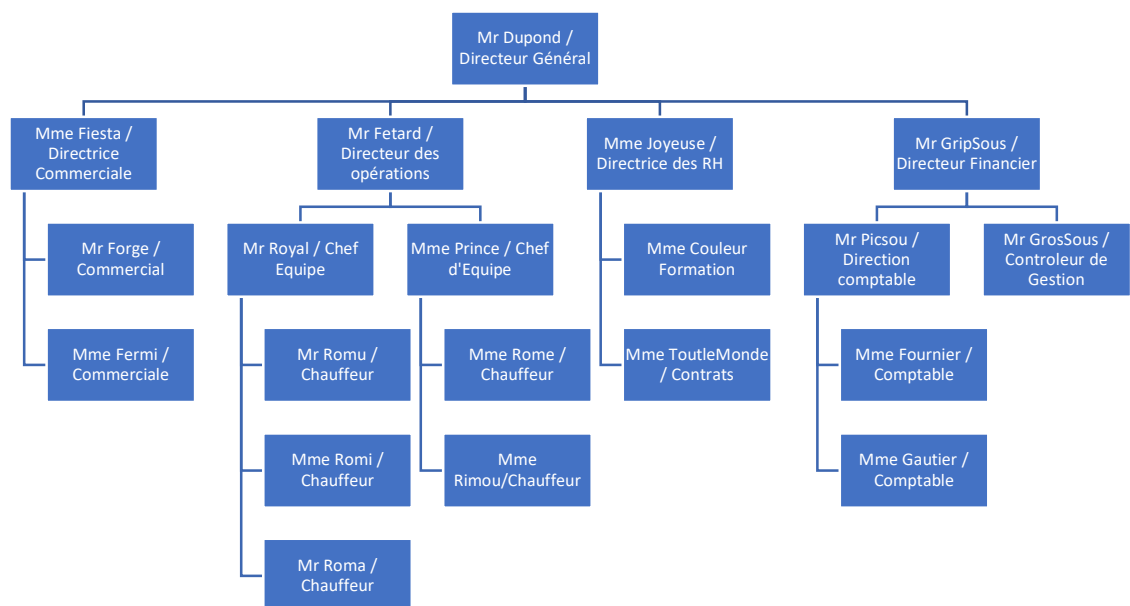 Mr Dupond /
Directeur Général
Mme Fiesta /
Directrice
Commerciale
Mr Fetard /
Directeur des
opérations
Mme Joyeuse /
Directrice des RH
Mr GripSous /
Directeur Financier
Mr Forge /
Commercial
Mr Royal / Chef
Equipe
Mme Prince / Chef
d'Equipe
Mme Couleur
Formation
Mr Picsou /
Direction
comptable
Mr GrosSous /
Controleur de
Gestion
Mme Fermi /
Commerciale
Mr Romu /
Chauffeur
Mme Rome /
Chauffeur
Mme ToutleMonde
/ Contrats
Mme Fournier /
Comptable
Mme Romi /
Chauffeur
Mme
Rimou/Chauffeur
Mme Gautier /
Comptable
Mr Roma /
Chauffeur